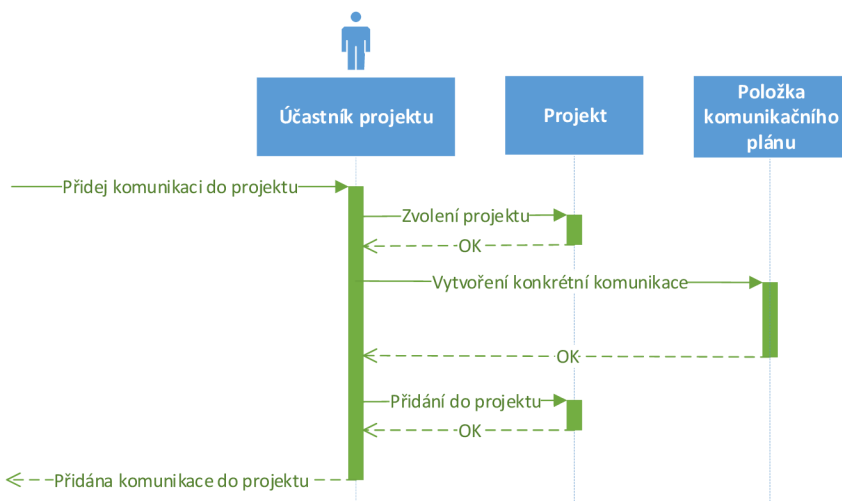 Účastník projektu
Projekt
Položka
komunikačního
plánu
Přidej komunikaci do projektu
Zvolení projektu
OK
Vytvoření konkrétní komunikace
OK
Přidání do projektu
OK
Přidána komunikace do projektu